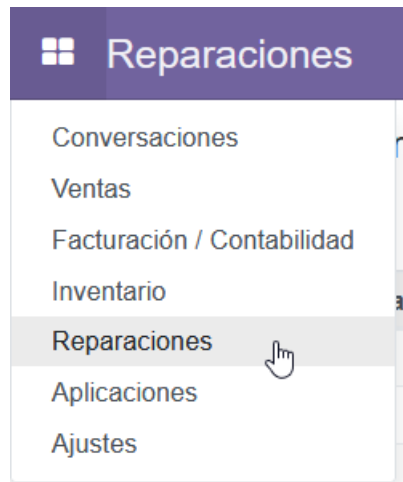 Reparaciones
Conversaciones
Ventas
Facturación / Contabilidad
Inventario
Reparaciones
Aplicaciones
Ajustes